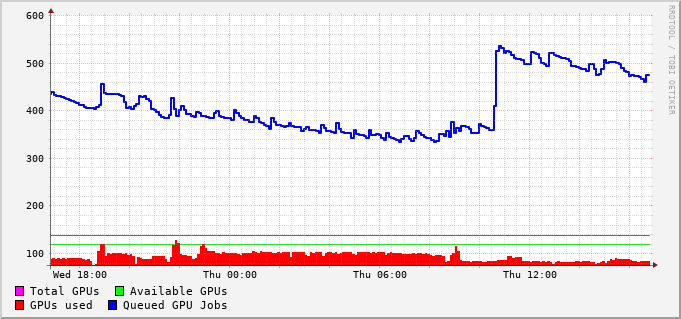 600
500
400
300
200
100
Wed 18:00 Thu 00:00 Thu 06:00 Thu 12:00
Total GPUs Available GPUs
GPUs used Queued GPU Jobs
RRDTOOL / TOBI OETIKER